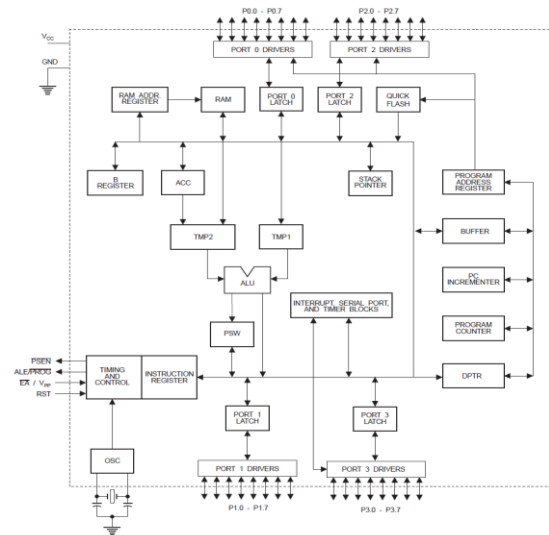 P0.0 - P0.7
P2.0 - P2.7
VCC
PORT 0 DRIVERS
PORT 2 DRIVERS
GND
RAM ADDR.
REGISTER
RAM
PORT 0
LATCH
PORT 2
LATCH
QUICK
FLASH
B
REGISTER
ACC
STACK
POINTER
PROGRAM
ADDRESS
REGISTER
TMP2
TMP1
BUFFER
ALU
PC
INCREMENTER
INTERRUPT, SERIAL PORT,
AND TIMER BLOCKS
PSW
PROGRAM
COUNTER
PSEN
ALE/PROG
EA / VPP
RST
TIMING
AND
CONTROL
INSTRUCTION
REGISTER
DPTR
PORT 1
LATCH
PORT 3
LATCH
OSC
PORT 1 DRIVERS
PORT 3 DRIVERS
P1.0 - P1.7
P3.0 - P3.7